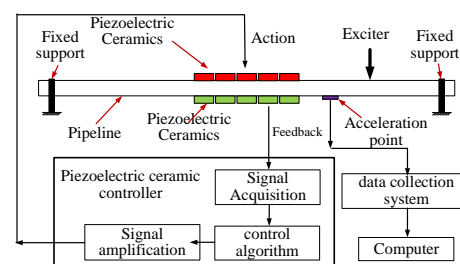 Piezoelectric
Ceramics
Fixed
support
Action
Exciter
Fixed
support
Pipeline
Piezoelectric
Ceramics
Feedback
Acceleration
point
Piezoelectric ceramic
controller
Signal
Acquisition
data collection
system
Signal
amplification
control
algorithm
Computer